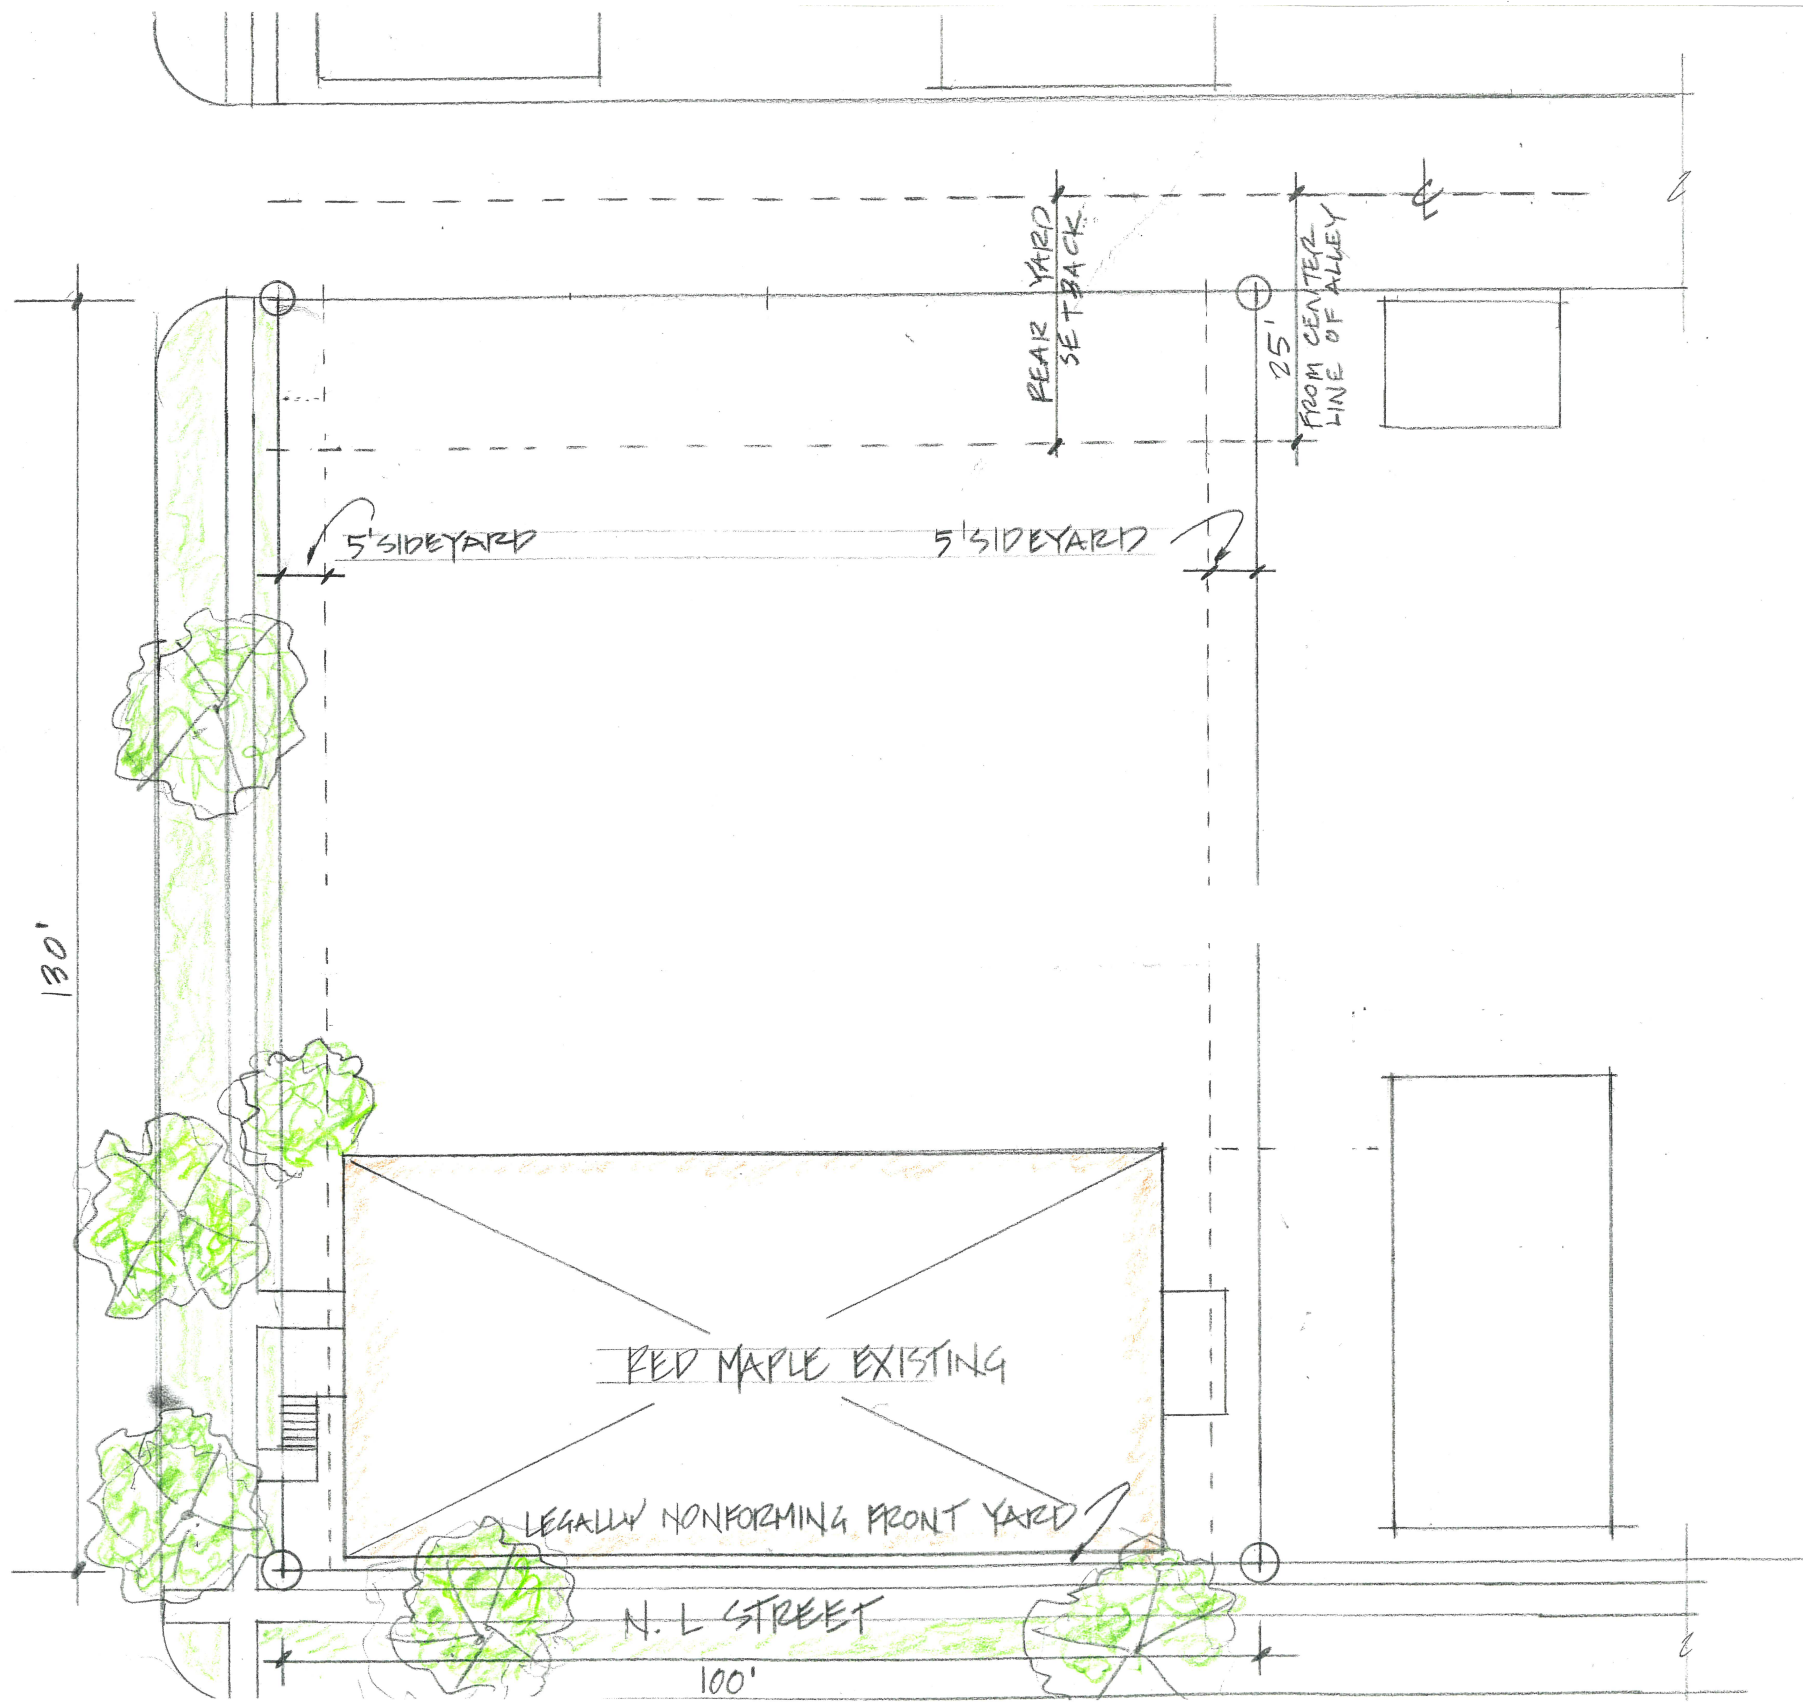 ℄
REAR YARD
SETBACK
25'
FROM CENTER
LINE OF ALLEY
5' SIDEYARD
5' SIDEYARD
130'
RED MAPLE EXISTING
LEGALLY NONFORMING FRONT YARD
N. L STREET
100'